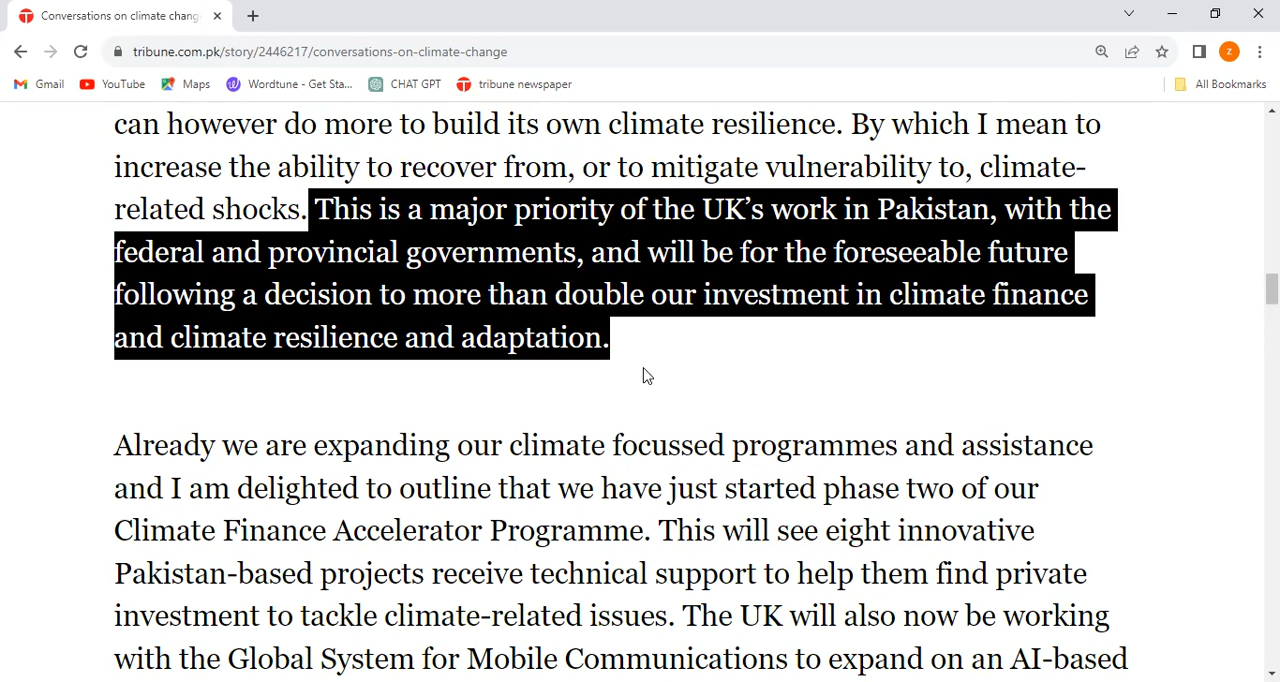 Conversations on climate chang
tribune.com.pk/story/2446217/conversations-on-climate-change
Z
Gmail YouTube Maps Wordtune - Get Sta... CHAT GPT tribune newspaper All Bookmarks
can however do more to build its own climate resilience. By which I mean to
increase the ability to recover from, or to mitigate vulnerability to, climate-
related shocks. This is a major priority of the UK’s work in Pakistan, with the
federal and provincial governments, and will be for the foreseeable future
following a decision to more than double our investment in climate finance
and climate resilience and adaptation.
Already we are expanding our climate focussed programmes and assistance
and I am delighted to outline that we have just started phase two of our
Climate Finance Accelerator Programme. This will see eight innovative
Pakistan-based projects receive technical support to help them find private
investment to tackle climate-related issues. The UK will also now be working
with the Global System for Mobile Communications to expand on an AI-based